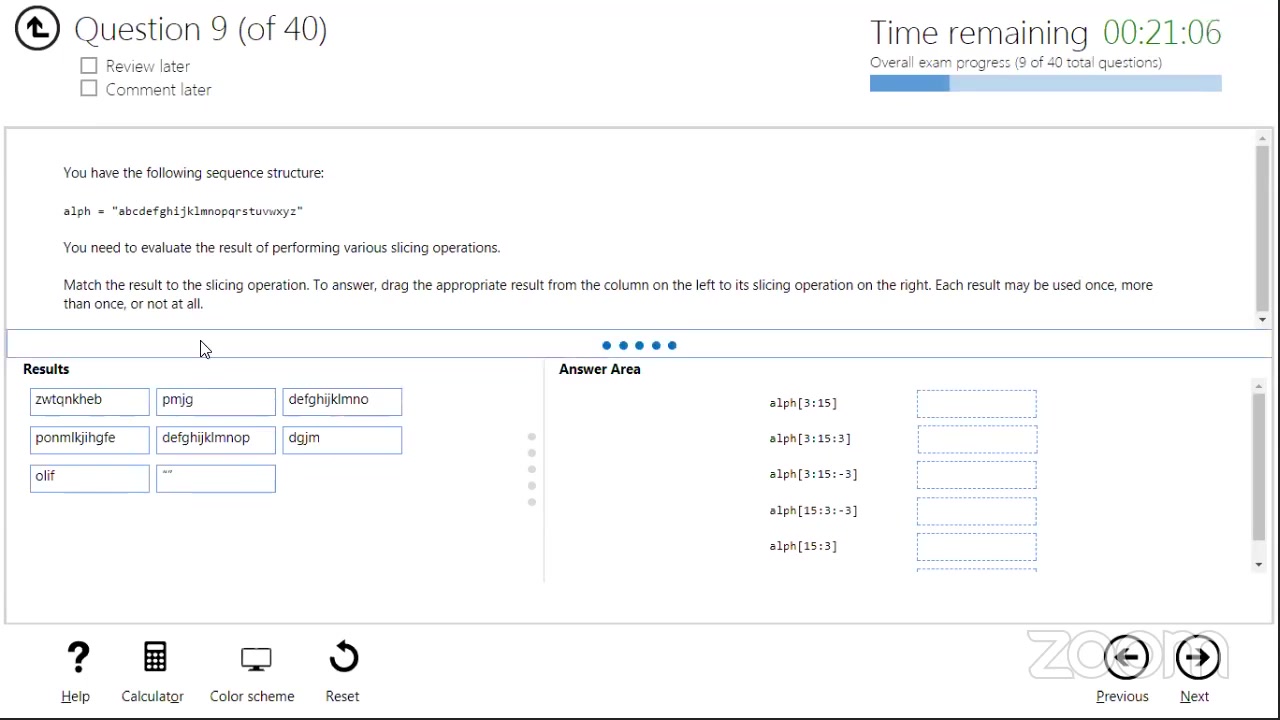 Question 9 (of 40)
Review later
Comment later
Time remaining 00:21:06
Overall exam progress (9 of 40 total questions)
You have the following sequence structure:
alph = "abcdefghijklmnopqrstuvwxyz"
You need to evaluate the result of performing various slicing operations.
Match the result to the slicing operation. To answer, drag the appropriate result from the column on the left to its slicing operation on the right. Each result may be used once, more
than once, or not at all.
Results
zwtqnkheb pmjg defghijklmno
ponmlkjihgfe defghijklmnop dgjm
olif “”
Answer Area
alph[3:15]
alph[3:15:3]
alph[3:15:-3]
alph[15:3:-3]
alph[15:3]
? Help
Calculator
Color scheme
Reset
zoom
Previous
Next